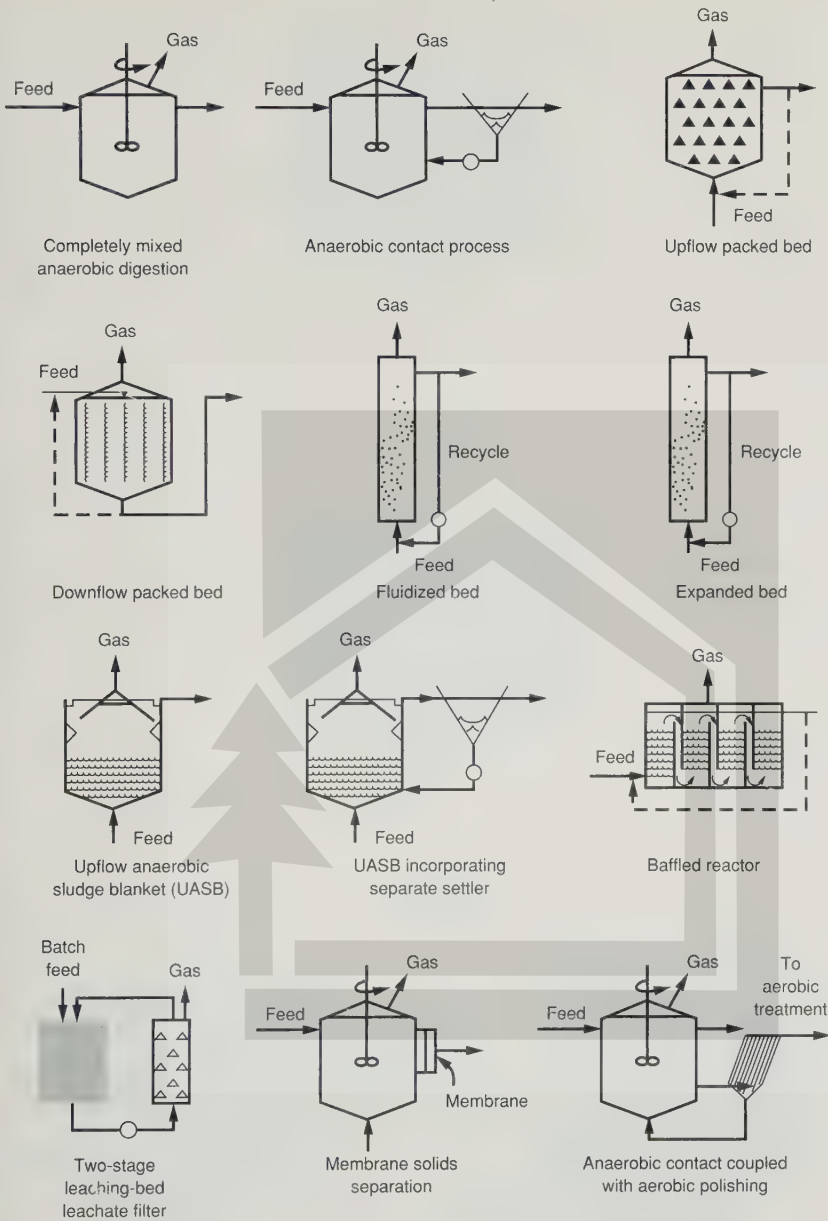 Gas
Feed
Completely mixed
anaerobic digestion
Gas
Feed
Anaerobic contact process
Gas
Feed
Upflow packed bed
Gas
Feed
Downflow packed bed
Gas
Recycle
Feed
Fluidized bed
Gas
Recycle
Feed
Expanded bed
Gas
Feed
Upflow anaerobic
sludge blanket (UASB)
Gas
Feed
UASB incorporating
separate settler
Gas
Feed
Baffled reactor
Batch
feed
Gas
Two-stage
leaching-bed
leachate filter
Gas
Feed
Membrane
Membrane solids
separation
Gas
Feed
To
aerobic
treatment
Anaerobic contact coupled
with aerobic polishing